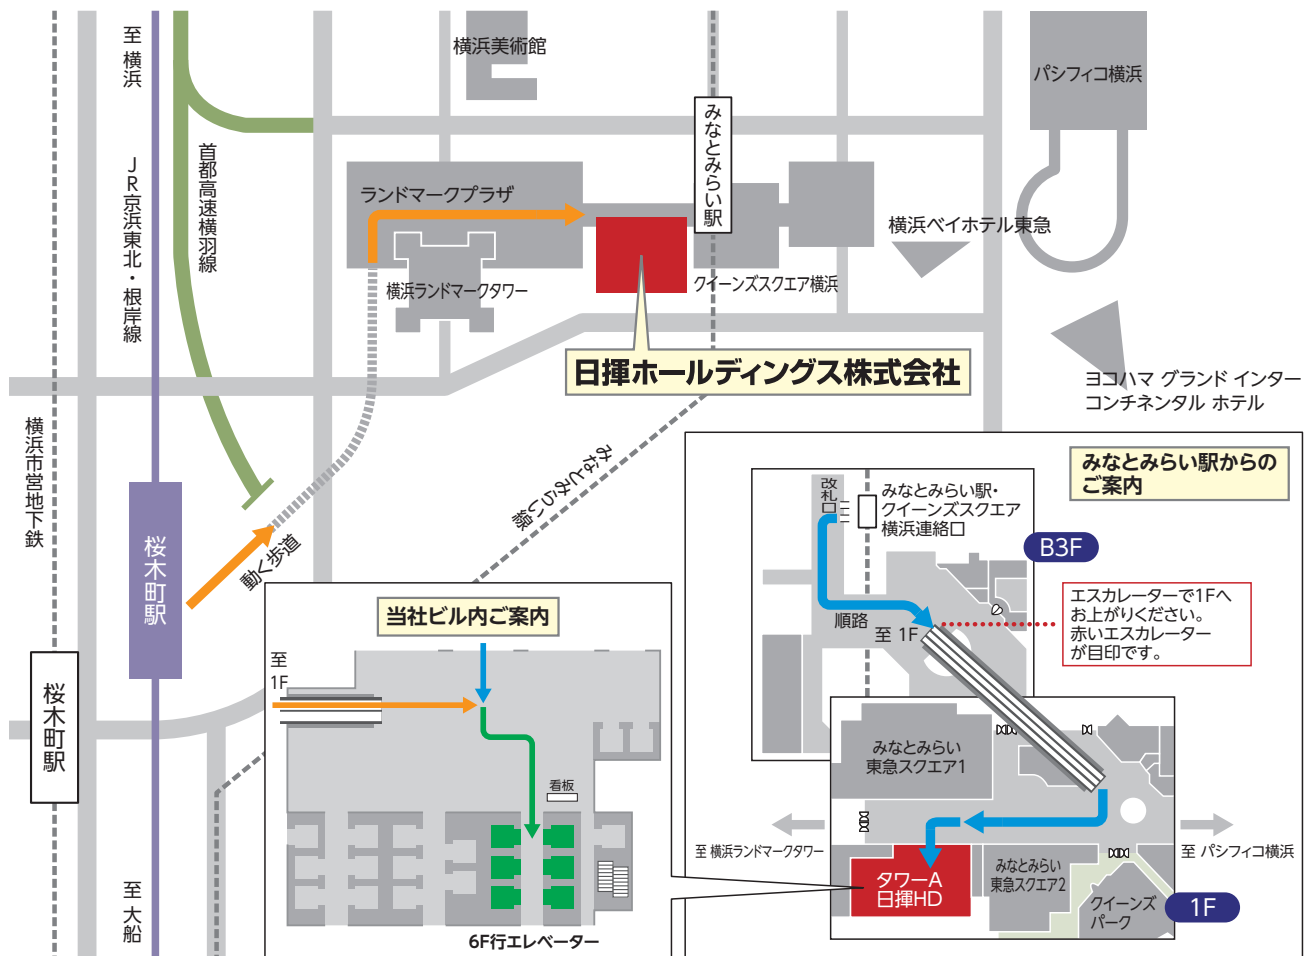 至 横浜
JR京浜東北・根岸線
首都高速横羽線
横浜美術館
みなとみらい駅
パシフィコ横浜
ランドマークプラザ
横浜ランドマークタワー
クイーンズスクエア横浜
横浜ベイホテル東急
日揮ホールディングス株式会社
ヨコハマ グランド インター
コンチネンタル ホテル
横浜市営地下鉄
桜木町駅
動く歩道
みなとみらい線
桜木町駅
至 大船
当社ビル内ご案内
至
1F
看板
6F行エレベーター
みなとみらい駅からの
ご案内
改札口
みなとみらい駅・
クイーンズスクエア
横浜連絡口
B3F
順路
至 1F
エスカレーターで1Fへ
お上がりください。
赤いエスカレーター
が目印です。
みなとみらい
東急スクエア1
至 横浜ランドマークタワー
至 パシフィコ横浜
タワーA
日揮HD
みなとみらい
東急スクエア2
クイーンズ
パーク
1F